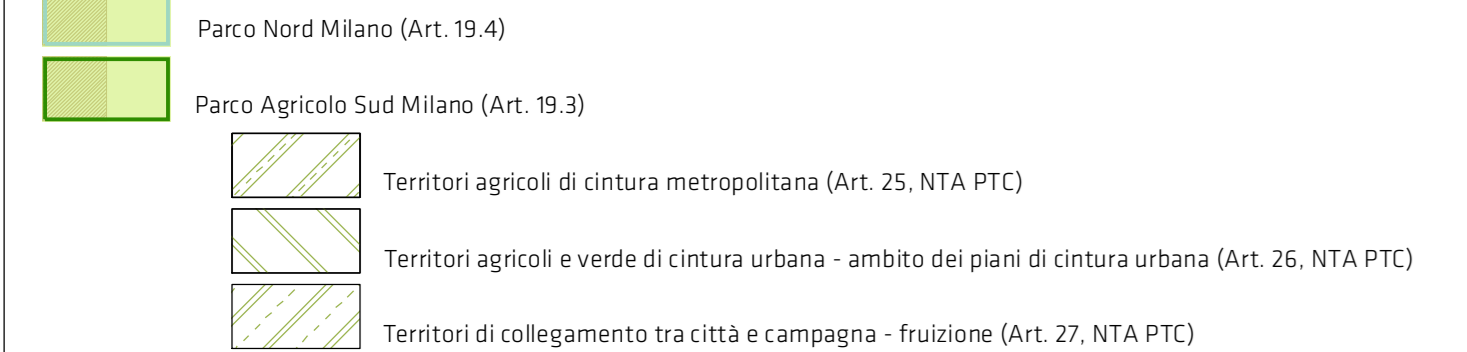 Parco Nord Milano (Art. 19.4)
Parco Agricolo Sud Milano (Art. 19.3)
Territori agricoli di cintura metropolitana (Art. 25, NTA PTC)
Territori agricoli e verde di cintura urbana - ambito dei piani di cintura urbana (Art. 26, NTA PTC)
Territori di collegamento tra città e campagna - fruizione (Art. 27, NTA PTC)